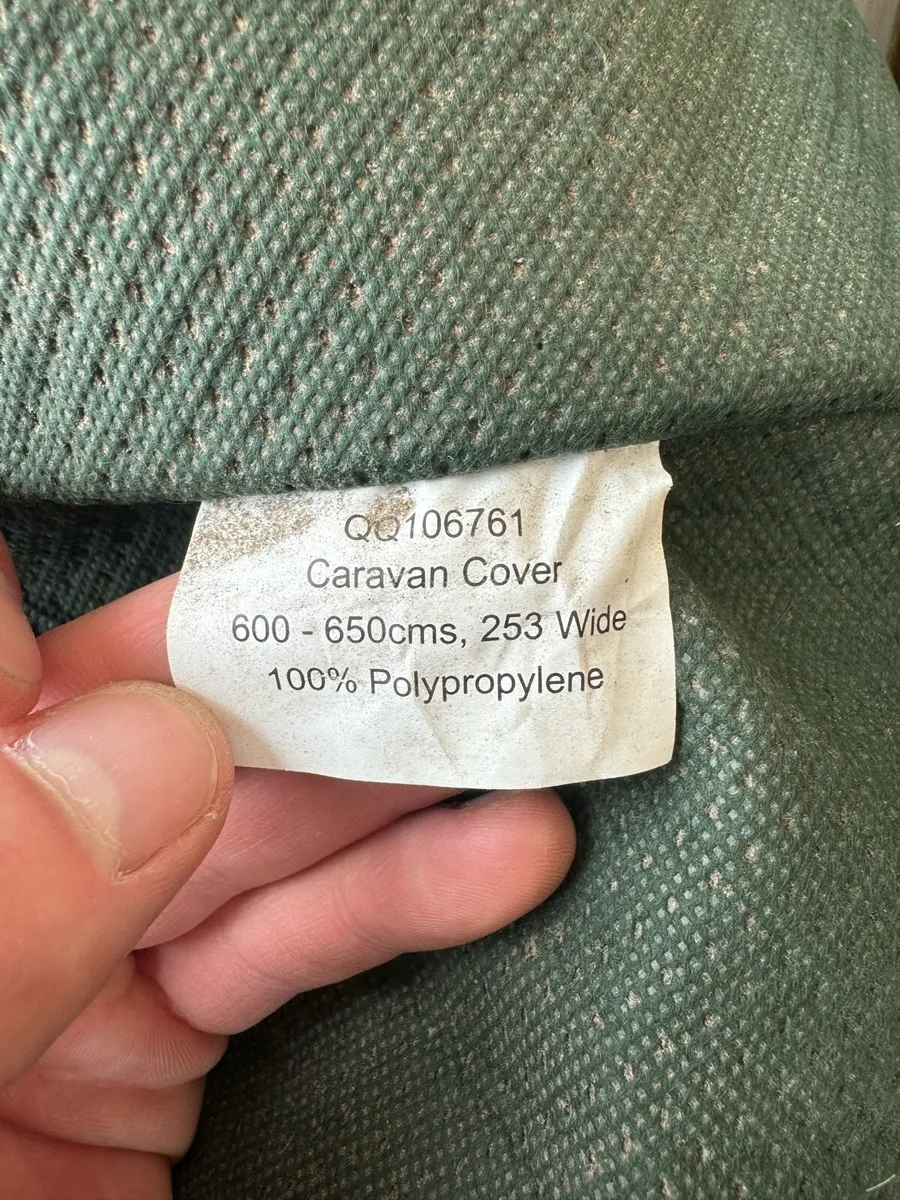 QQ106761
Caravan Cover
600 - 650cms, 253 Wide
100% Polypropylene